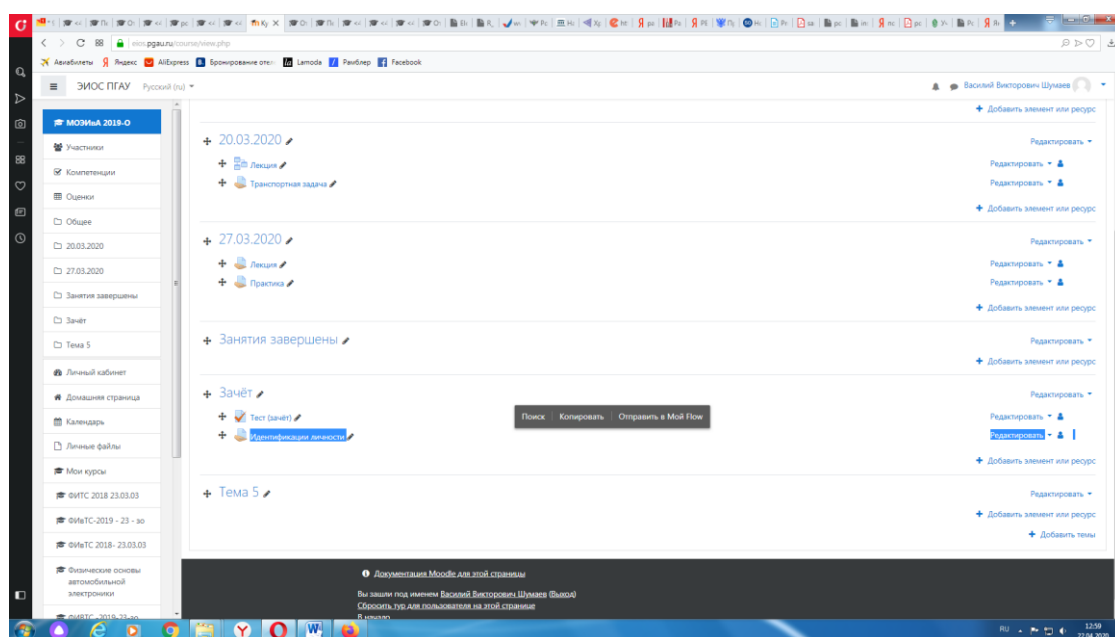 eios.pgau.ru/course/view.php
Авиабилеты Яндекс AliExpress Бронирование отел Lamoda Рамблер Facebook
ЭИОС ПГАУ Русский (ru)
Василий Викторович Шумаев
Добавить элемент или ресурс
МОЭИвА 2019-О
Участники
Компетенции
Оценки
Общее
20.03.2020
27.03.2020
Занятия завершены
Зачёт
Тема 5
Личный кабинет
Домашняя страница
Календарь
Личные файлы
Мои курсы
ФИТС 2018 23.03.03
ФИвТС-2019 - 23 - зо
ФИвТС 2018- 23.03.03
Физические основы
автомобильной
электроники
20.03.2020 Редактировать
Лекция Редактировать
Транспортная задача Редактировать
Добавить элемент или ресурс
27.03.2020 Редактировать
Лекция Редактировать
Практика Редактировать
Добавить элемент или ресурс
Занятия завершены Редактировать
Добавить элемент или ресурс
Зачёт Редактировать
Тест (зачёт) Редактировать
Поиск Копировать Отправить в Мой Flow
Идентификации личности Редактировать
Добавить элемент или ресурс
Тема 5 Редактировать
Добавить элемент или ресурс
Добавить темы
Документация Moodle для этой страницы
Вы зашли под именем Василий Викторович Шумаев (Выход)
Сбросить тур для пользователя на этой странице
В начало
RU
12:59
22.04.2020